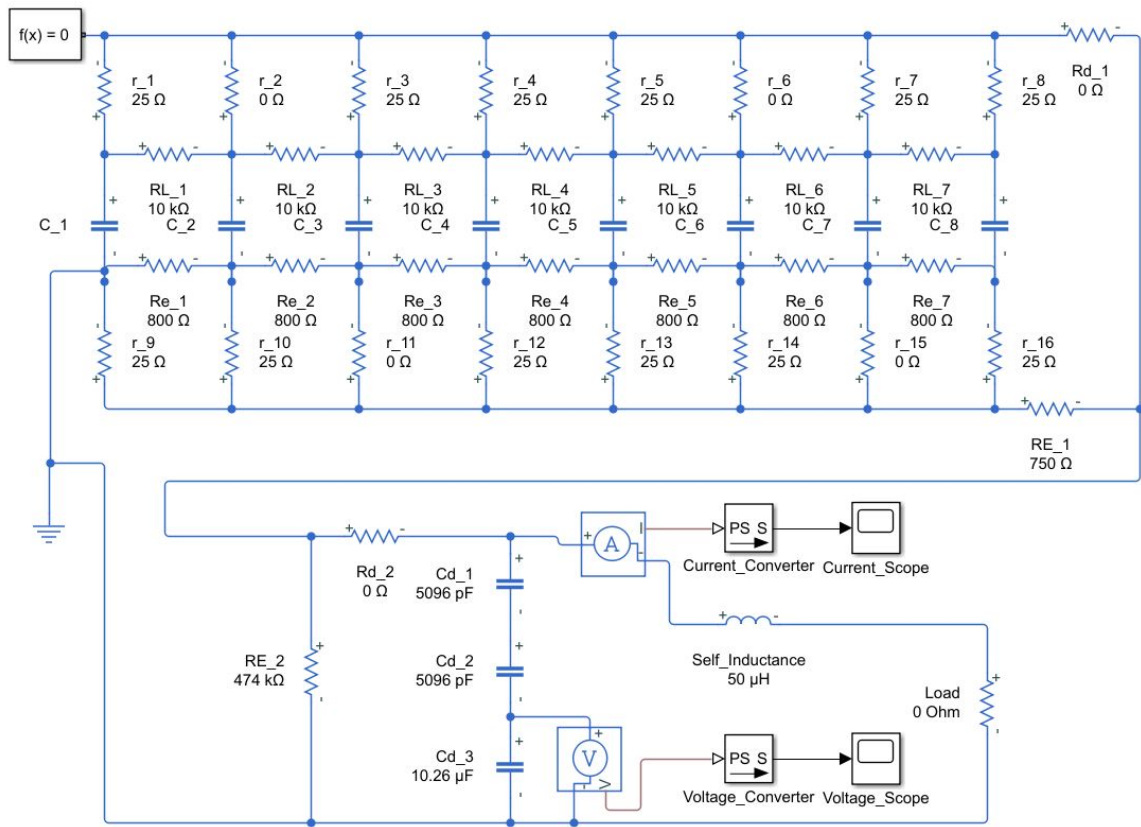 f(x) = 0
Rd_1
0 Ω
r_1
25 Ω
r_2
0 Ω
r_3
25 Ω
r_4
25 Ω
r_5
25 Ω
r_6
0 Ω
r_7
25 Ω
r_8
25 Ω
RL_1
10 kΩ
RL_2
10 kΩ
RL_3
10 kΩ
RL_4
10 kΩ
RL_5
10 kΩ
RL_6
10 kΩ
RL_7
10 kΩ
C_1
C_2
C_3
C_4
C_5
C_6
C_7
C_8
Re_1
800 Ω
Re_2
800 Ω
Re_3
800 Ω
Re_4
800 Ω
Re_5
800 Ω
Re_6
800 Ω
Re_7
800 Ω
r_9
25 Ω
r_10
25 Ω
r_11
0 Ω
r_12
25 Ω
r_13
25 Ω
r_14
25 Ω
r_15
0 Ω
r_16
25 Ω
RE_1
750 Ω
Rd_2
0 Ω
Cd_1
5096 pF
A
I
PS S
Current_Converter
Current_Scope
RE_2
474 kΩ
Cd_2
5096 pF
Self_Inductance
50 μH
Load
0 Ohm
Cd_3
10.26 μF
V
V
PS S
Voltage_Converter
Voltage_Scope